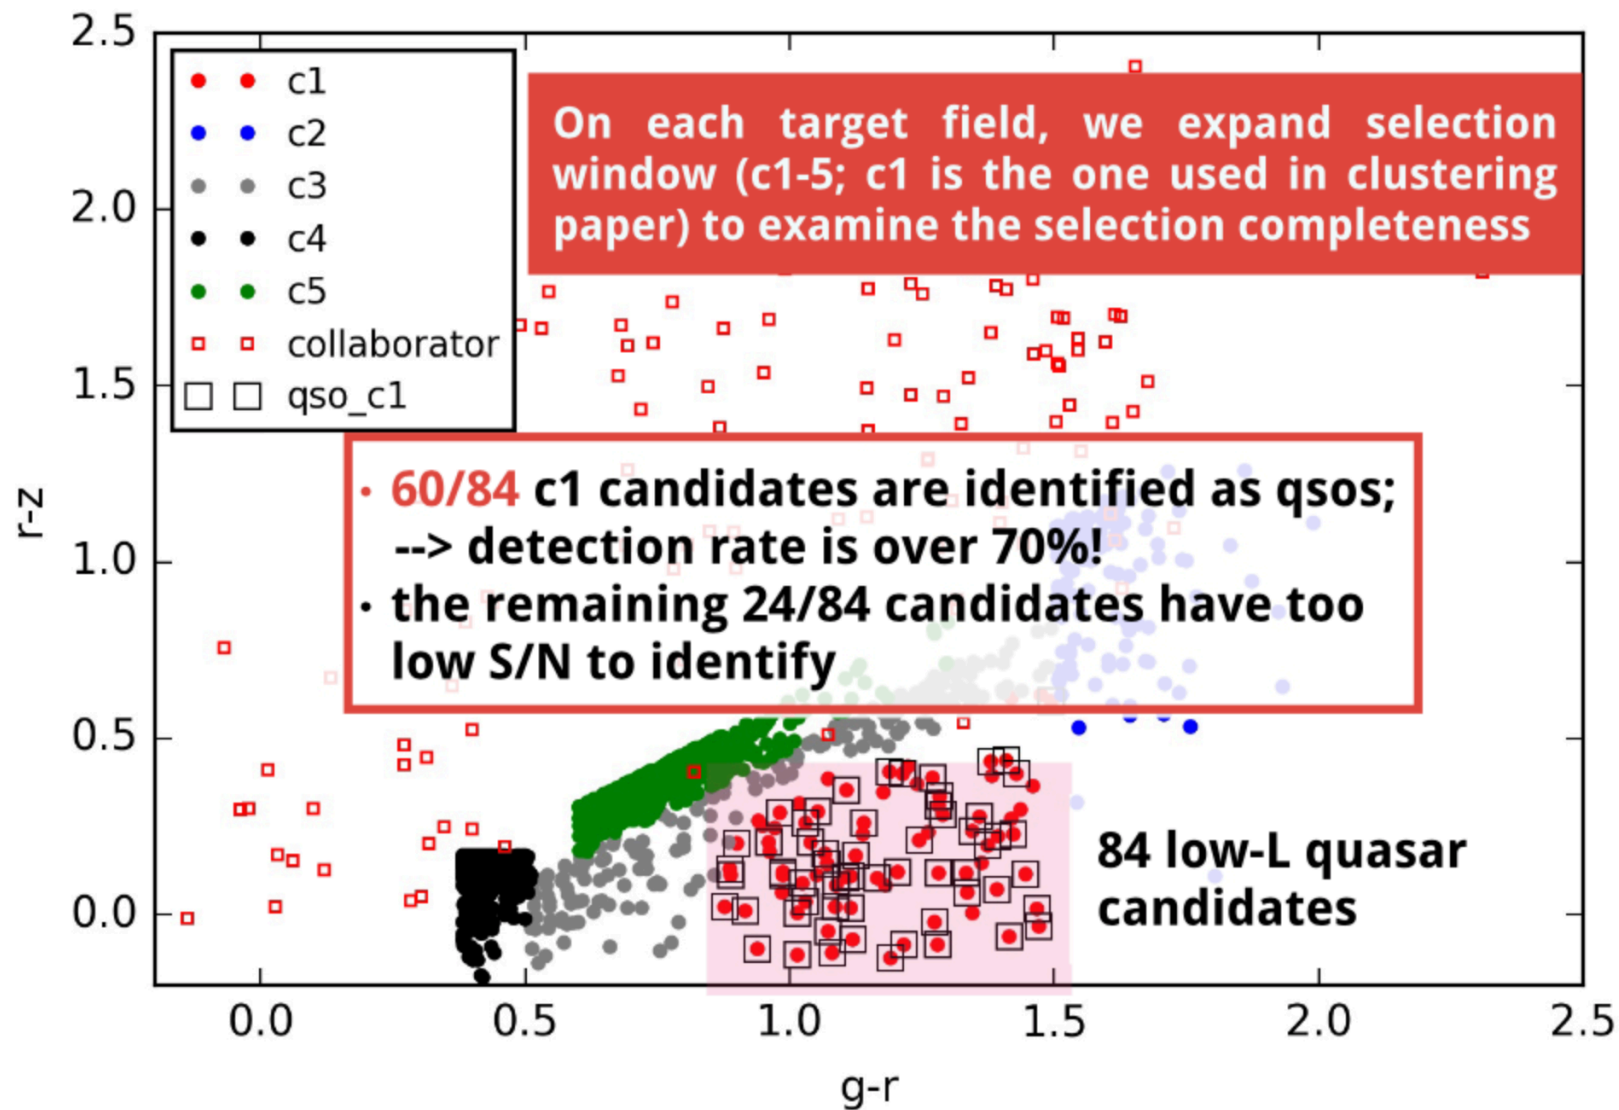 2.5
2.0
1.5
1.0
0.5
0.0
r-z
c1
c2
c3
c4
c5
collaborator
qso_c1
On each target field, we expand selection
window (c1-5; c1 is the one used in clustering
paper) to examine the selection completeness
· 60/84 c1 candidates are identified as qsos;
--> detection rate is over 70%!
· the remaining 24/84 candidates have too
low S/N to identify
84 low-L quasar
candidates
0.0 0.5 1.0 1.5 2.0 2.5
g-r